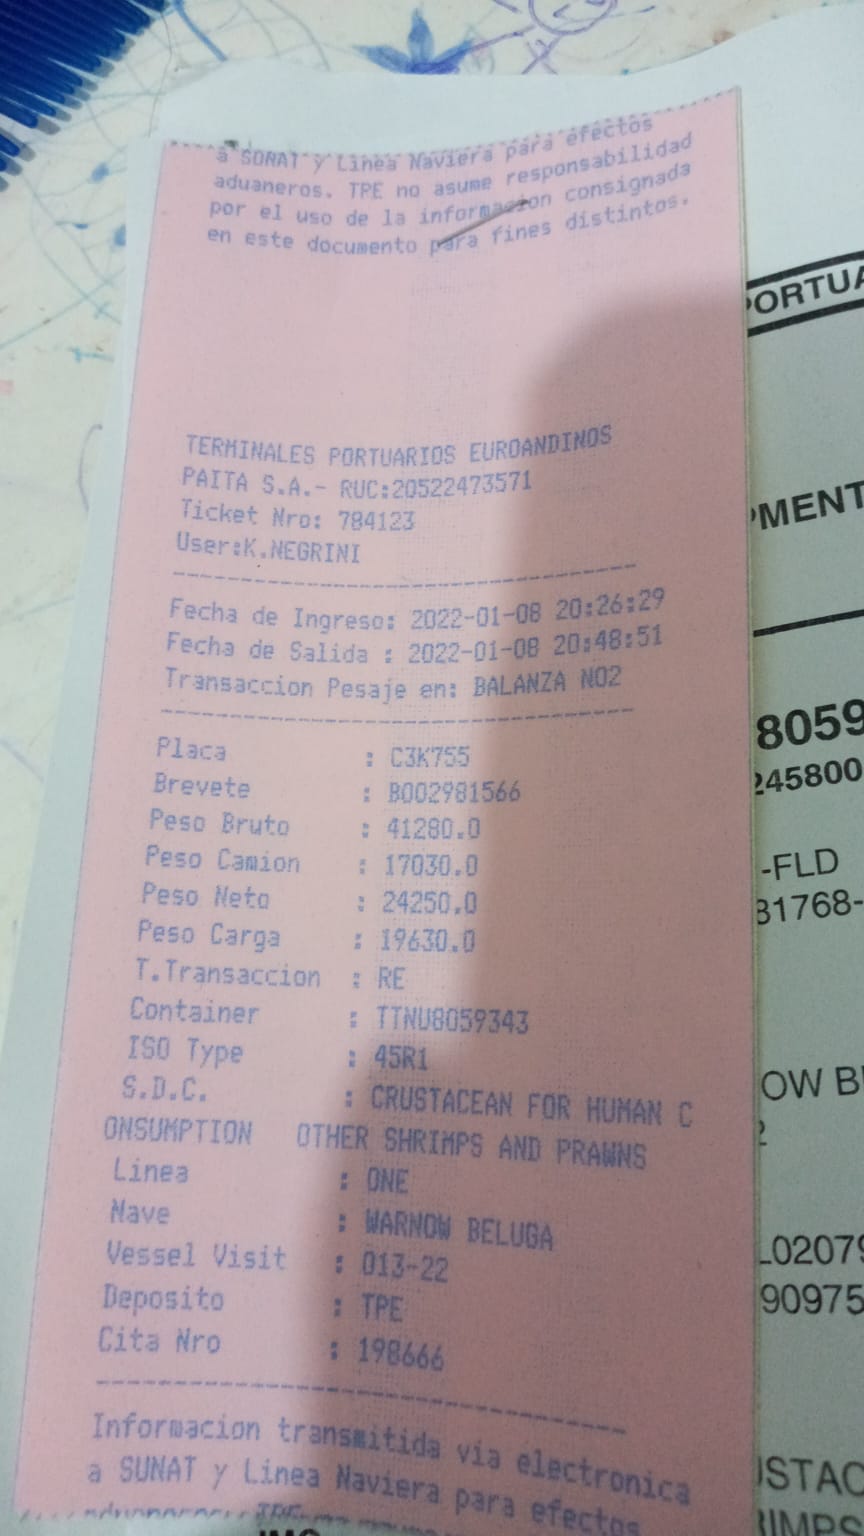 a SUNAT y Linea Naviera para efectos
aduaneros. TPE no asume responsabilidad
por el uso de la informacion consignada
en este documento para fines distintos.
TERMINALES PORTUARIOS EUROANDINOS
PAITA S.A.- RUC:20522473571
Ticket Nro: 784123
User:K.NEGRINI
Fecha de Ingreso: 2022-01-08 20:26:29
Fecha de Salida : 2022-01-08 20:48:51
Transaccion Pesaje en: BALANZA NO2
Placa : C3K755
Brevete : B002981566
Peso Bruto : 41280.0
Peso Camion : 17030.0
Peso Neto : 24250.0
Peso Carga : 19630.0
T.Transaccion : RE
Container : TTNU8059343
ISO Type : 45R1
S.D.C. : CRUSTACEAN FOR HUMAN C
ONSUMPTION OTHER SHRIMPS AND PRAWNS
Linea : ONE
Nave : WARNOW BELUGA
Vessel Visit : 013-22
Deposito : TPE
Cita Nro : 198666
Informacion transmitida via electronica
a SUNAT y Linea Naviera para efectos
PORTUA
PMENT
8059
245800
-FLD
31768-
OW B
L0207
90975
STAC